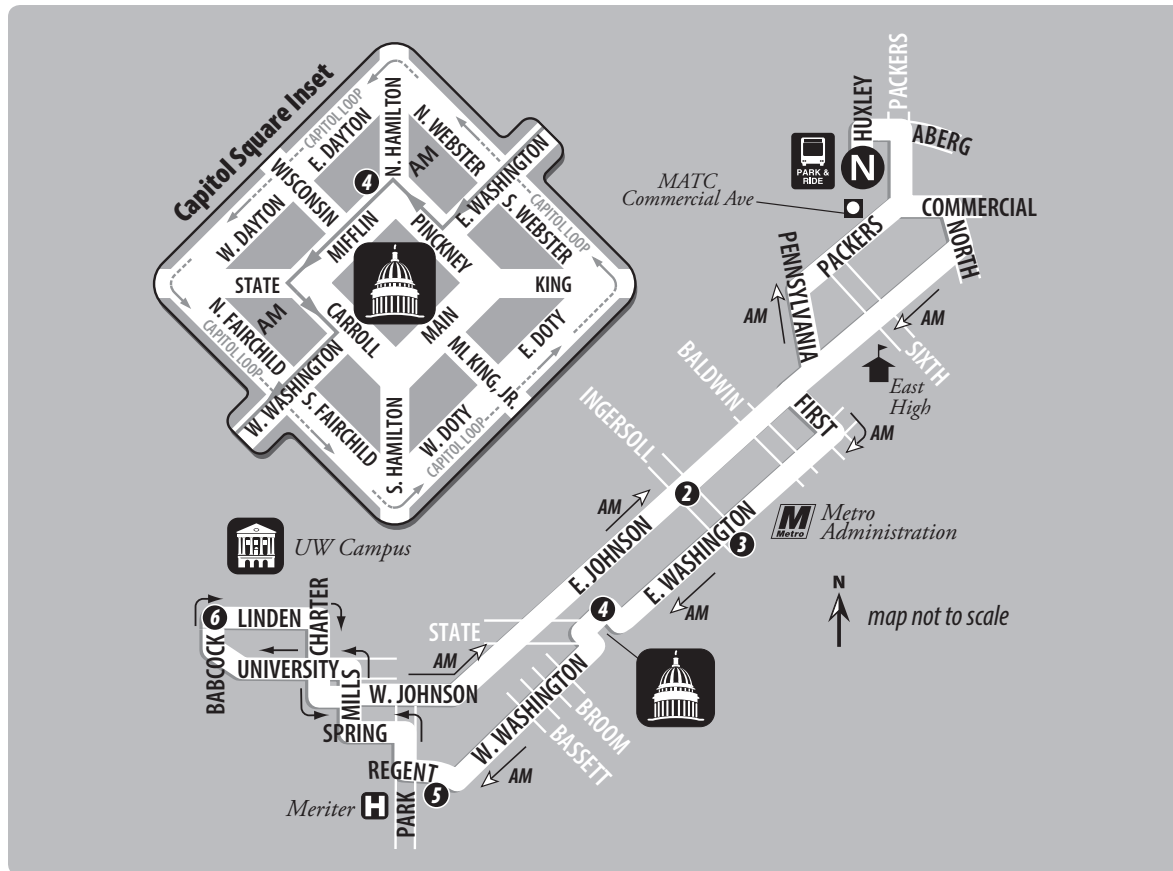 Capitol Square Inset
CAPITOL LOOP
E. DAYTON
N. HAMILTON
N. WEBSTER
AM
E. WASHINGTON
WISCONSIN
4
W. DAYTON
MIFFLIN
PINCKNEY
S. WEBSTER
CAPITOL LOOP
STATE
KING
N. FAIRCHILD
AM
CARROLL
MAIN
E. DOTY
CAPITOL LOOP
W. WASHINGTON
ML KING, JR.
S. FAIRCHILD
S. HAMILTON
W. DOTY
CAPITOL LOOP
PACKERS
HUXLEY
ABERG
PARK &
RIDE
N
MATC
Commercial Ave
COMMERCIAL
NORTH
PACKERS
PENNSYLVANIA
AM
AM
SIXTH
East
High
BALDWIN
FIRST
AM
INGERSOLL
2
AM
M
Metro
Metro
Administration
E. WASHINGTON
3
E. JOHNSON
AM
4
N
map not to scale
UW Campus
6
LINDEN
CHARTER
STATE
BABCOCK
UNIVERSITY
MILLS
AM
W. JOHNSON
SPRING
W. WASHINGTON
BROOM
BASSETT
REGENT
AM
5
Meriter
H
PARK